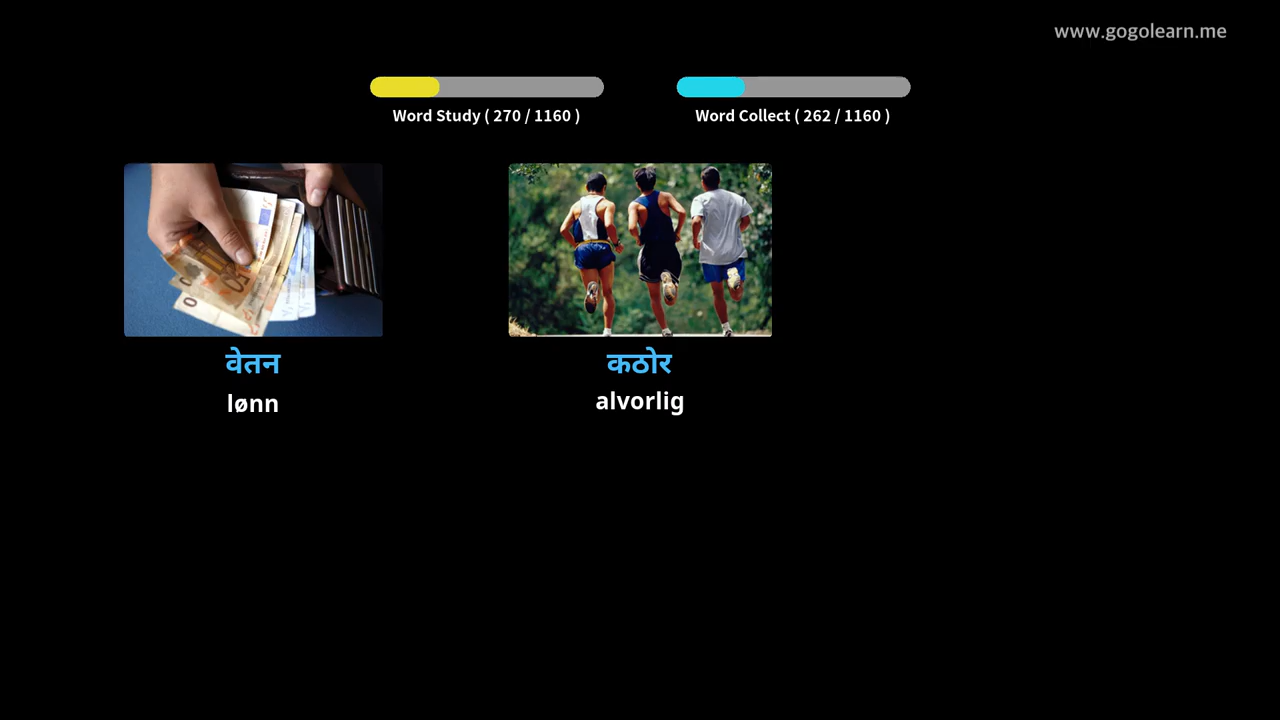 www.gogolearn.me
Word Study ( 270 / 1160 )
Word Collect ( 262 / 1160 )
वेतन
lønn
कठोर
alvorlig